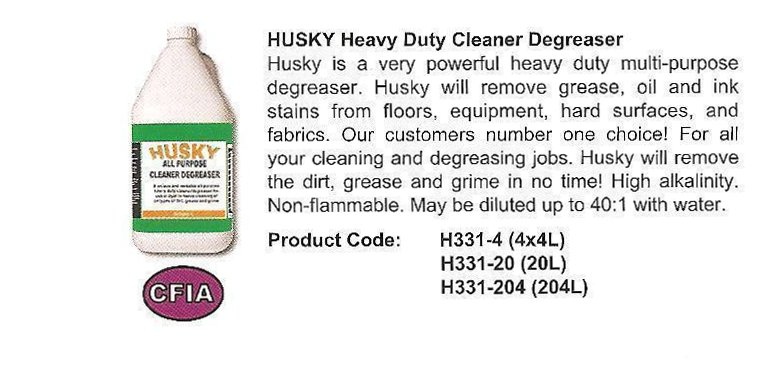 HUSKY Heavy Duty Cleaner Degreaser
Husky is a very powerful heavy duty multi-purpose
degreaser. Husky will remove grease, oil and ink
stains from floors, equipment, hard surfaces, and
fabrics. Our customers number one choice! For all
your cleaning and degreasing jobs. Husky will remove
the dirt, grease and grime in no time! High alkalinity.
Non-flammable. May be diluted up to 40:1 with water.
Product Code: H331-4 (4x4L)
H331-20 (20L)
H331-204 (204L)
HUSKY
ALL PURPOSE
CLEANER DEGREASER
CFIA